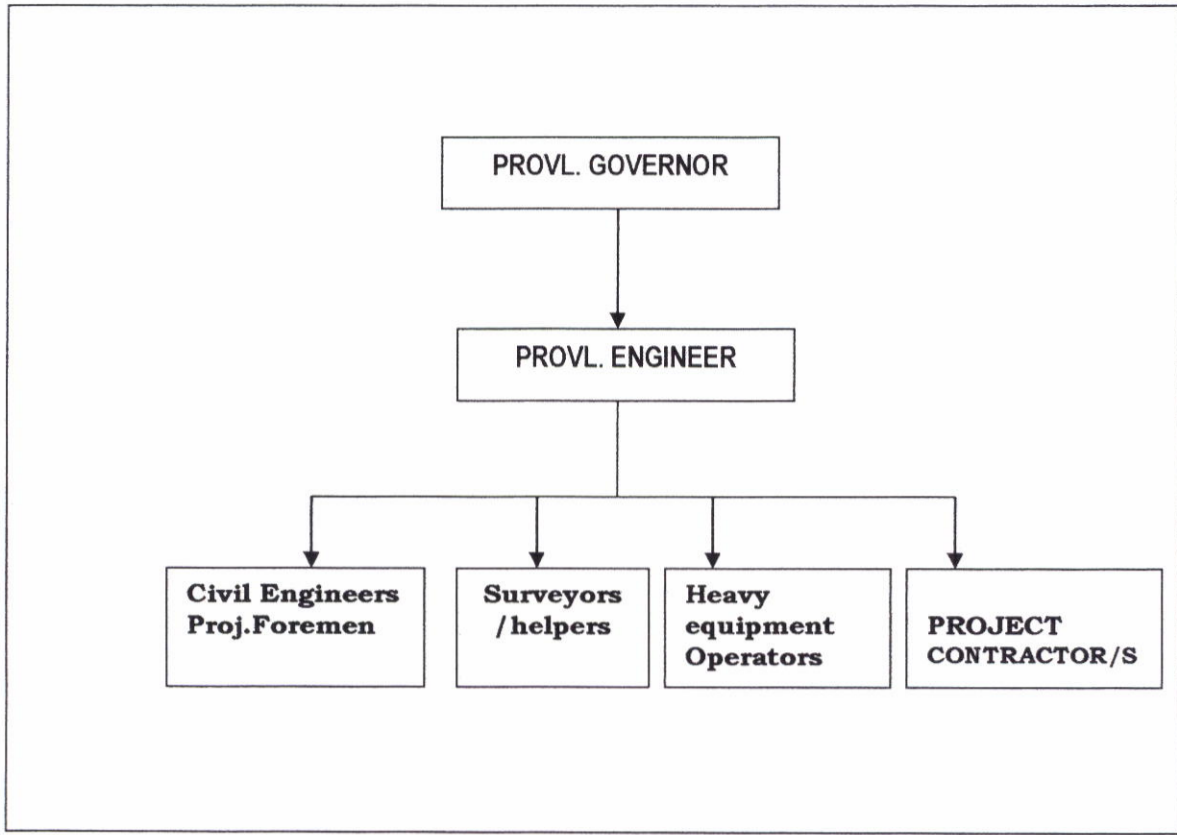 PROVL. GOVERNOR
PROVL. ENGINEER
Civil Engineers
Proj.Foremen
Surveyors
/helpers
Heavy
equipment
Operators
PROJECT
CONTRACTOR/S